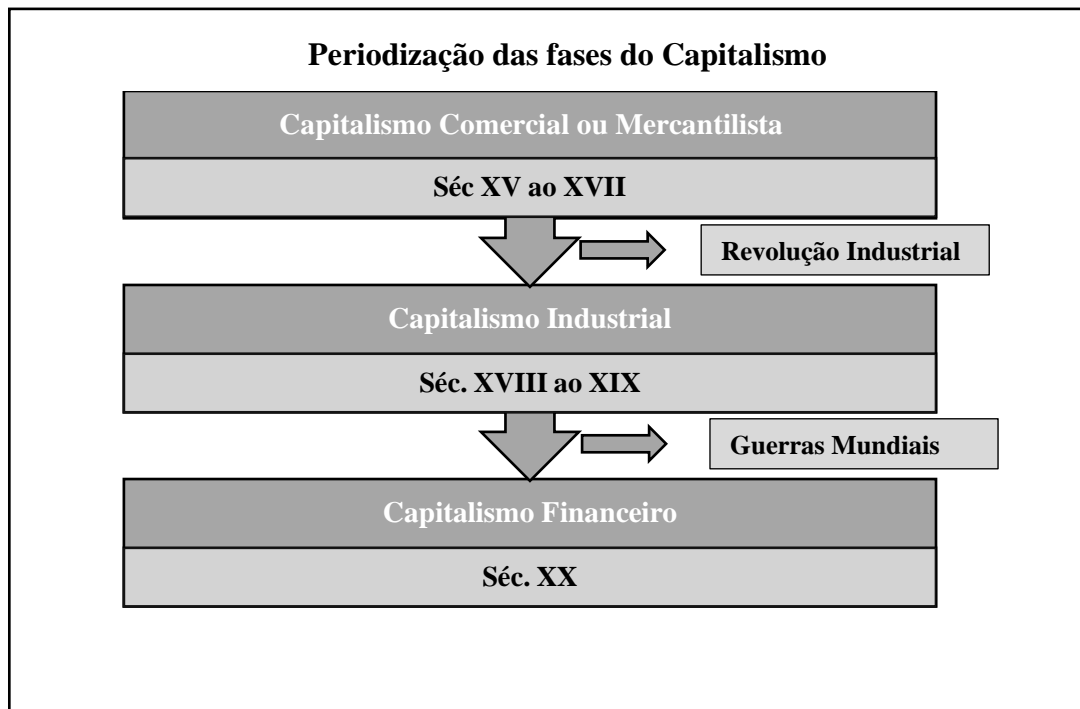 Periodização das fases do Capitalismo
Capitalismo Comercial ou Mercantilista
Séc XV ao XVII
Revolução Industrial
Capitalismo Industrial
Séc. XVIII ao XIX
Guerras Mundiais
Capitalismo Financeiro
Séc. XX